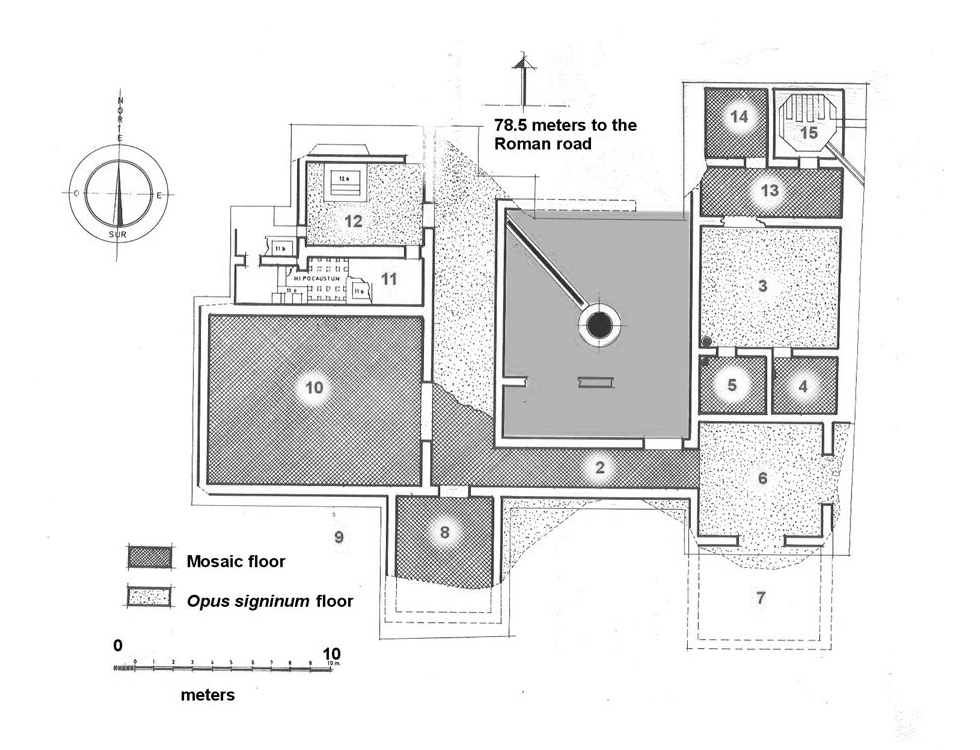 NORTE
O E
SUR
78.5 meters to the
Roman road
14
15
13
12 a
12
11 b
HIPOCAUSTUM
11
11 a
3
10
5
4
2
6
8
9
7
Mosaic floor
Opus signinum floor
0 10
0 1 2 3 4 5 6 7 8 9 10 m.
meters